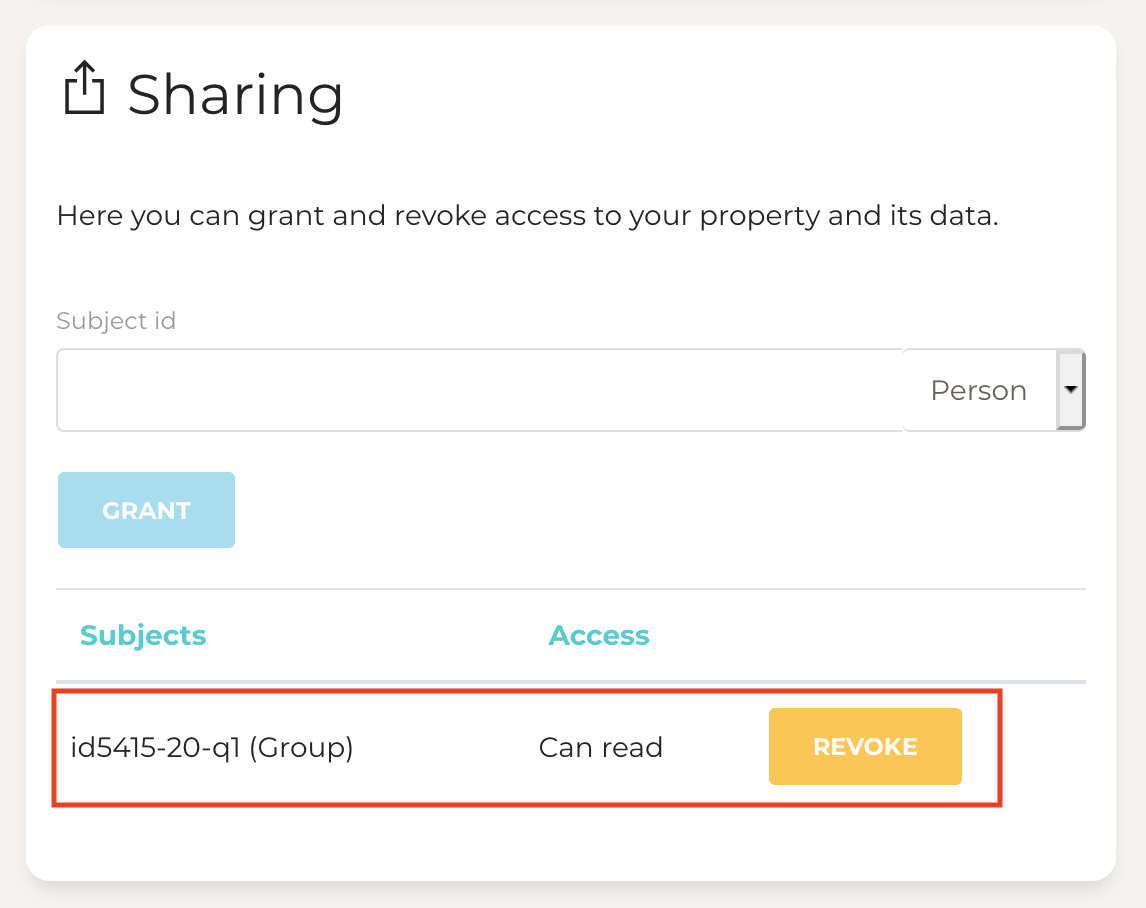 Sharing
Here you can grant and revoke access to your property and its data.
Subject id
Person
GRANT
Subjects Access
id5415-20-q1 (Group) Can read REVOKE